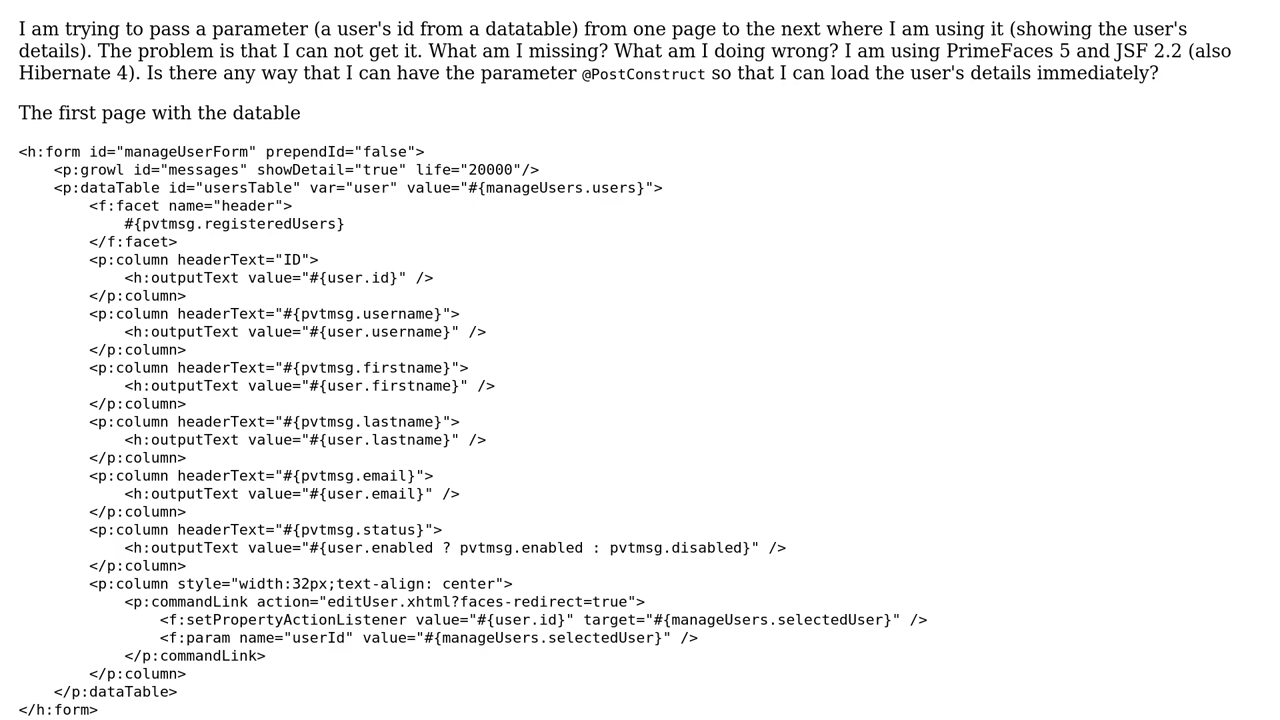 I am trying to pass a parameter (a user's id from a datatable) from one page to the next where I am using it (showing the user's
details). The problem is that I can not get it. What am I missing? What am I doing wrong? I am using PrimeFaces 5 and JSF 2.2 (also
Hibernate 4). Is there any way that I can have the parameter @PostConstruct so that I can load the user's details immediately?
The first page with the datable
<h:form id="manageUserForm" prependId="false">
    <p:growl id="messages" showDetail="true" life="20000"/>
    <p:dataTable id="usersTable" var="user" value="#{manageUsers.users}">
        <f:facet name="header">
            #{pvtmsg.registeredUsers}
        </f:facet>
        <p:column headerText="ID">
            <h:outputText value="#{user.id}" />
        </p:column>
        <p:column headerText="#{pvtmsg.username}">
            <h:outputText value="#{user.username}" />
        </p:column>
        <p:column headerText="#{pvtmsg.firstname}">
            <h:outputText value="#{user.firstname}" />
        </p:column>
        <p:column headerText="#{pvtmsg.lastname}">
            <h:outputText value="#{user.lastname}" />
        </p:column>
        <p:column headerText="#{pvtmsg.email}">
            <h:outputText value="#{user.email}" />
        </p:column>
        <p:column headerText="#{pvtmsg.status}">
            <h:outputText value="#{user.enabled ? pvtmsg.enabled : pvtmsg.disabled}" />
        </p:column>
        <p:column style="width:32px;text-align: center">
            <p:commandLink action="editUser.xhtml?faces-redirect=true">
                <f:setPropertyActionListener value="#{user.id}" target="#{manageUsers.selectedUser}" />
                <f:param name="userId" value="#{manageUsers.selectedUser}" />
            </p:commandLink>
        </p:column>
    </p:dataTable>
</h:form>